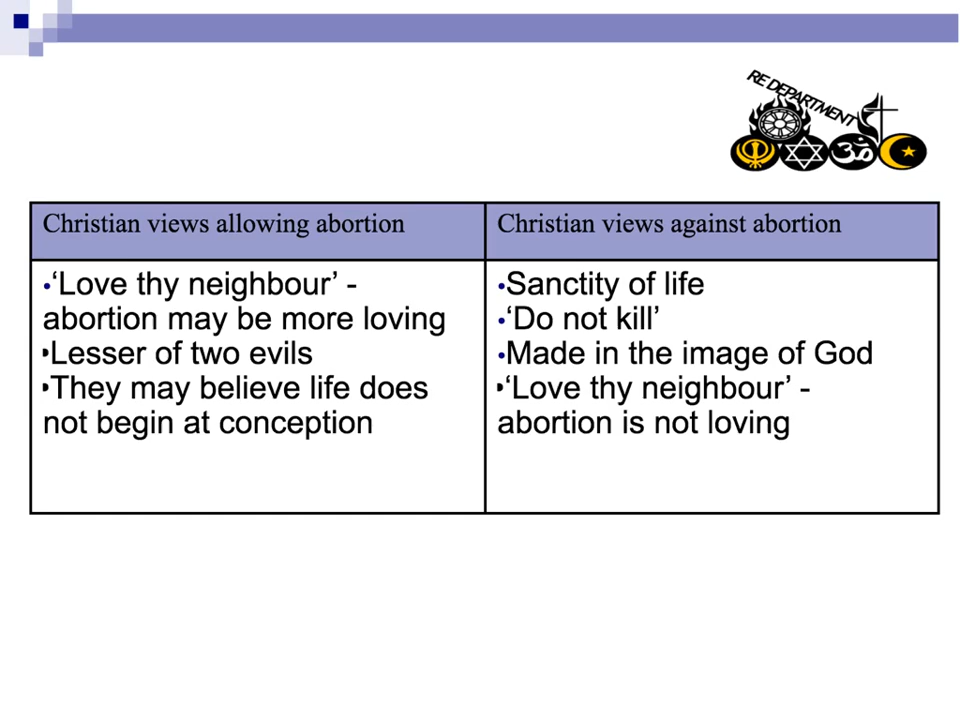 RE DEPARTMENT
ॐ
Christian views allowing abortion
Christian views against abortion
•‘Love thy neighbour’ -
abortion may be more loving
•Lesser of two evils
•They may believe life does
not begin at conception
•Sanctity of life
•‘Do not kill’
•Made in the image of God
•‘Love thy neighbour’ -
abortion is not loving